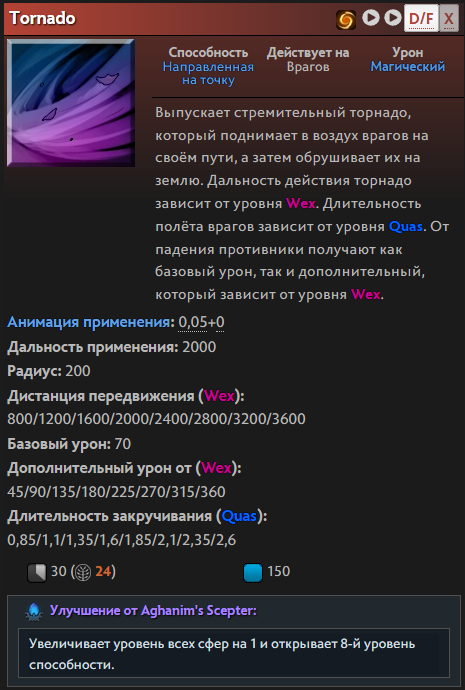 Tornado
D/F
X
Способность
Направленная
на точку
Действует на
Врагов
Урон
Магический
Выпускает стремительный торнадо,
который поднимает в воздух врагов на
своём пути, а затем обрушивает их на
землю. Дальность действия торнадо
зависит от уровня Wex. Длительность
полёта врагов зависит от уровня Quas. От
падения противники получают как
базовый урон, так и дополнительный,
который зависит от уровня Wex.
Анимация применения: 0,05+0
Дальность применения: 2000
Радиус: 200
Дистанция передвижения (Wex):
800/1200/1600/2000/2400/2800/3200/3600
Базовый урон: 70
Дополнительный урон от (Wex):
45/90/135/180/225/270/315/360
Длительность закручивания (Quas):
0,85/1,1/1,35/1,6/1,85/2,1/2,35/2,6
30 (24) 150
Улучшение от Aghanim's Scepter:
Увеличивает уровень всех сфер на 1 и открывает 8-й уровень
способности.